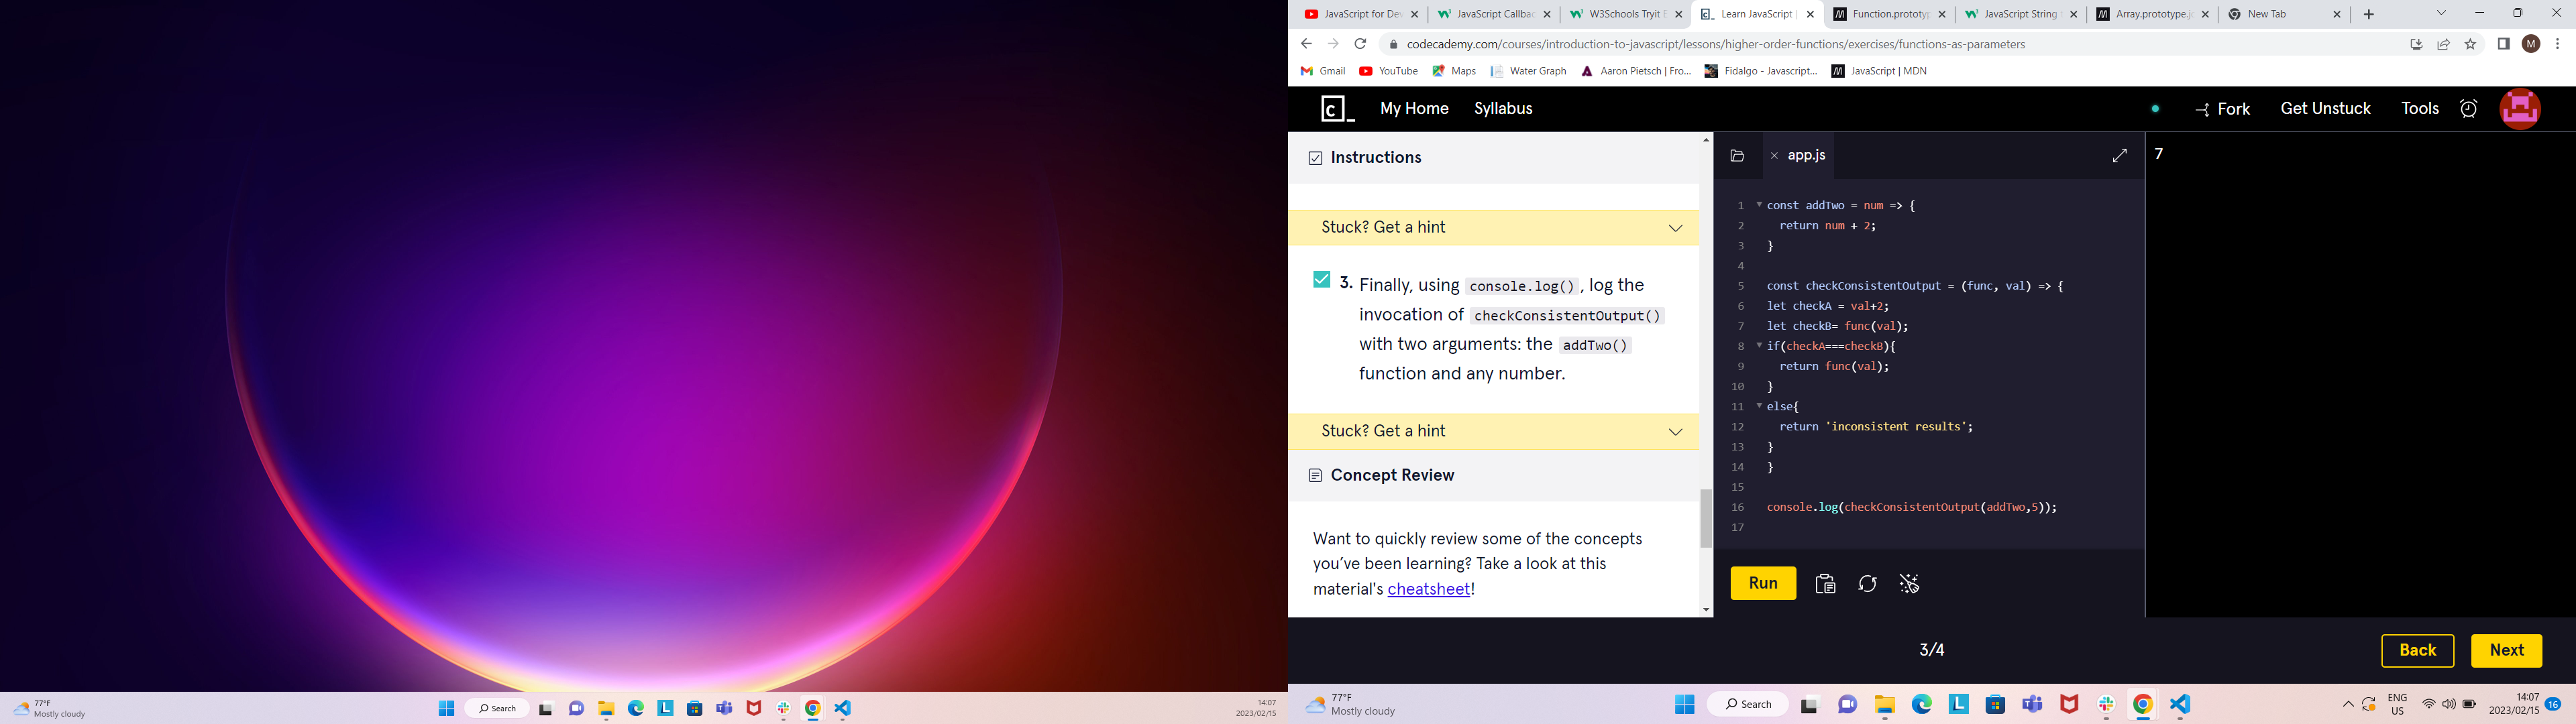 77°F
Mostly cloudy
Search
14:07
2023/02/15
JavaScript for De
JavaScript Callba
W3Schools Tryit E
Learn JavaScript |
Function.prototyp
JavaScript String
Array.prototype.jo
New Tab
codecademy.com/courses/introduction-to-javascript/lessons/higher-order-functions/exercises/functions-as-parameters
M
Gmail
YouTube
Maps
Water Graph
Aaron Pietsch | Fro...
Fidalgo - Javascript...
JavaScript | MDN
c_
My Home
Syllabus
Fork
Get Unstuck
Tools
Instructions
Stuck? Get a hint
3. Finally, using console.log(), log the
invocation of checkConsistentOutput()
with two arguments: the addTwo()
function and any number.
Stuck? Get a hint
Concept Review
Want to quickly review some of the concepts
you've been learning? Take a look at this
material's cheatsheet!
app.js
1 const addTwo = num => {
2 return num + 2;
3 }
4
5 const checkConsistentOutput = (func, val) => {
6 let checkA = val+2;
7 let checkB= func(val);
8 if(checkA===checkB){
9 return func(val);
10 }
11 else{
12 return 'inconsistent results';
13 }
14 }
15
16 console.log(checkConsistentOutput(addTwo,5));
17
Run
7
3/4
Back
Next
77°F
Mostly cloudy
Search
ENG
US
14:07
2023/02/15
16